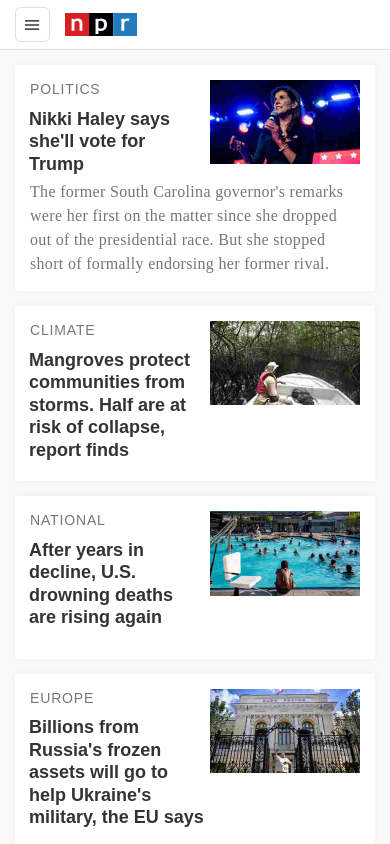 npr
POLITICS
Nikki Haley says
she'll vote for
Trump
The former South Carolina governor's remarks
were her first on the matter since she dropped
out of the presidential race. But she stopped
short of formally endorsing her former rival.
CLIMATE
Mangroves protect
communities from
storms. Half are at
risk of collapse,
report finds
NATIONAL
After years in
decline, U.S.
drowning deaths
are rising again
EUROPE
Billions from
Russia's frozen
assets will go to
help Ukraine's
military, the EU says